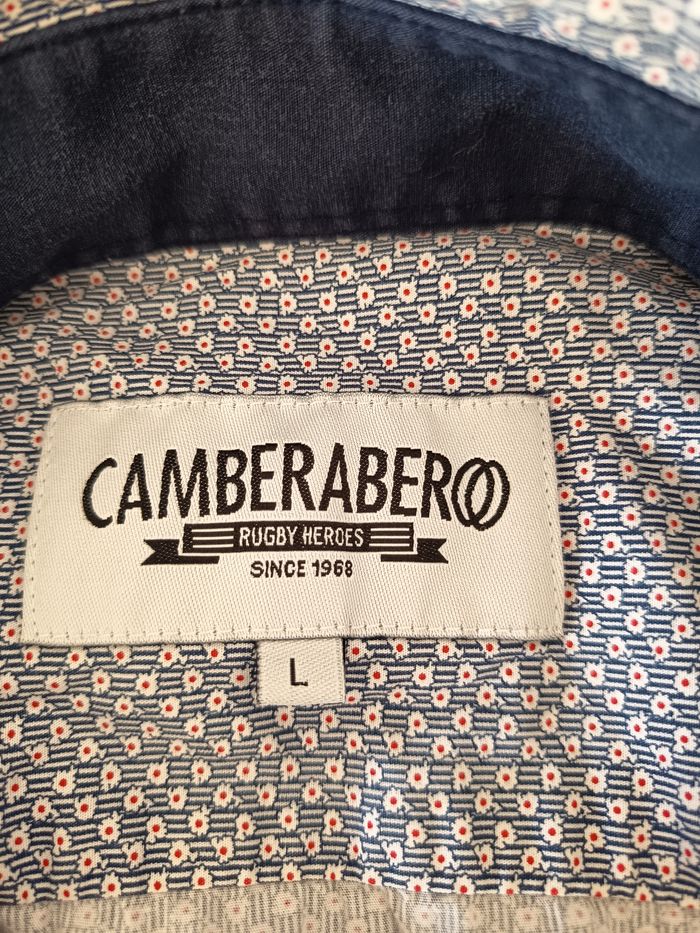 CAMBERABERO
RUGBY HEROES
SINCE 1968
L